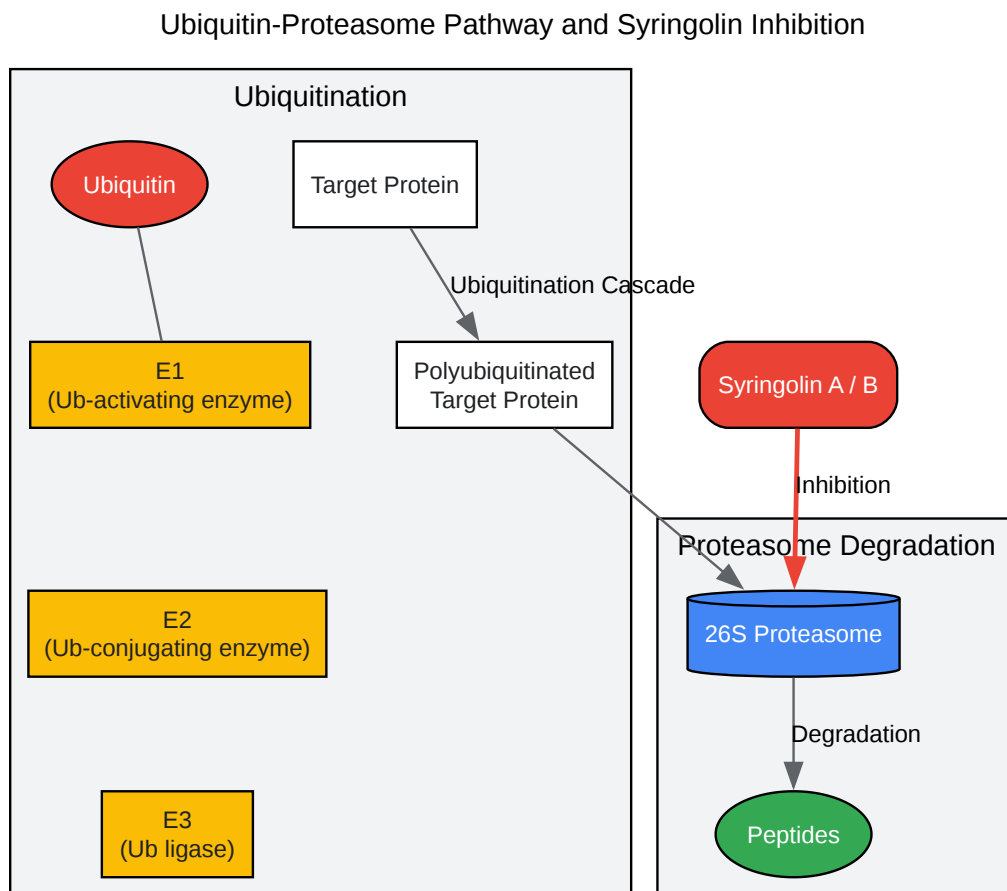 Ubiquitin-Proteasome Pathway and Syringolin Inhibition
Ubiquitination
Ubiquitin
Target Protein
Ubiquitination Cascade
E1
(Ub-activating enzyme)
Polyubiquitinated
Target Protein
Syringolin A / B
Inhibition
Proteasome Degradation
E2
(Ub-conjugating enzyme)
26S Proteasome
Degradation
E3
(Ub ligase)
Peptides